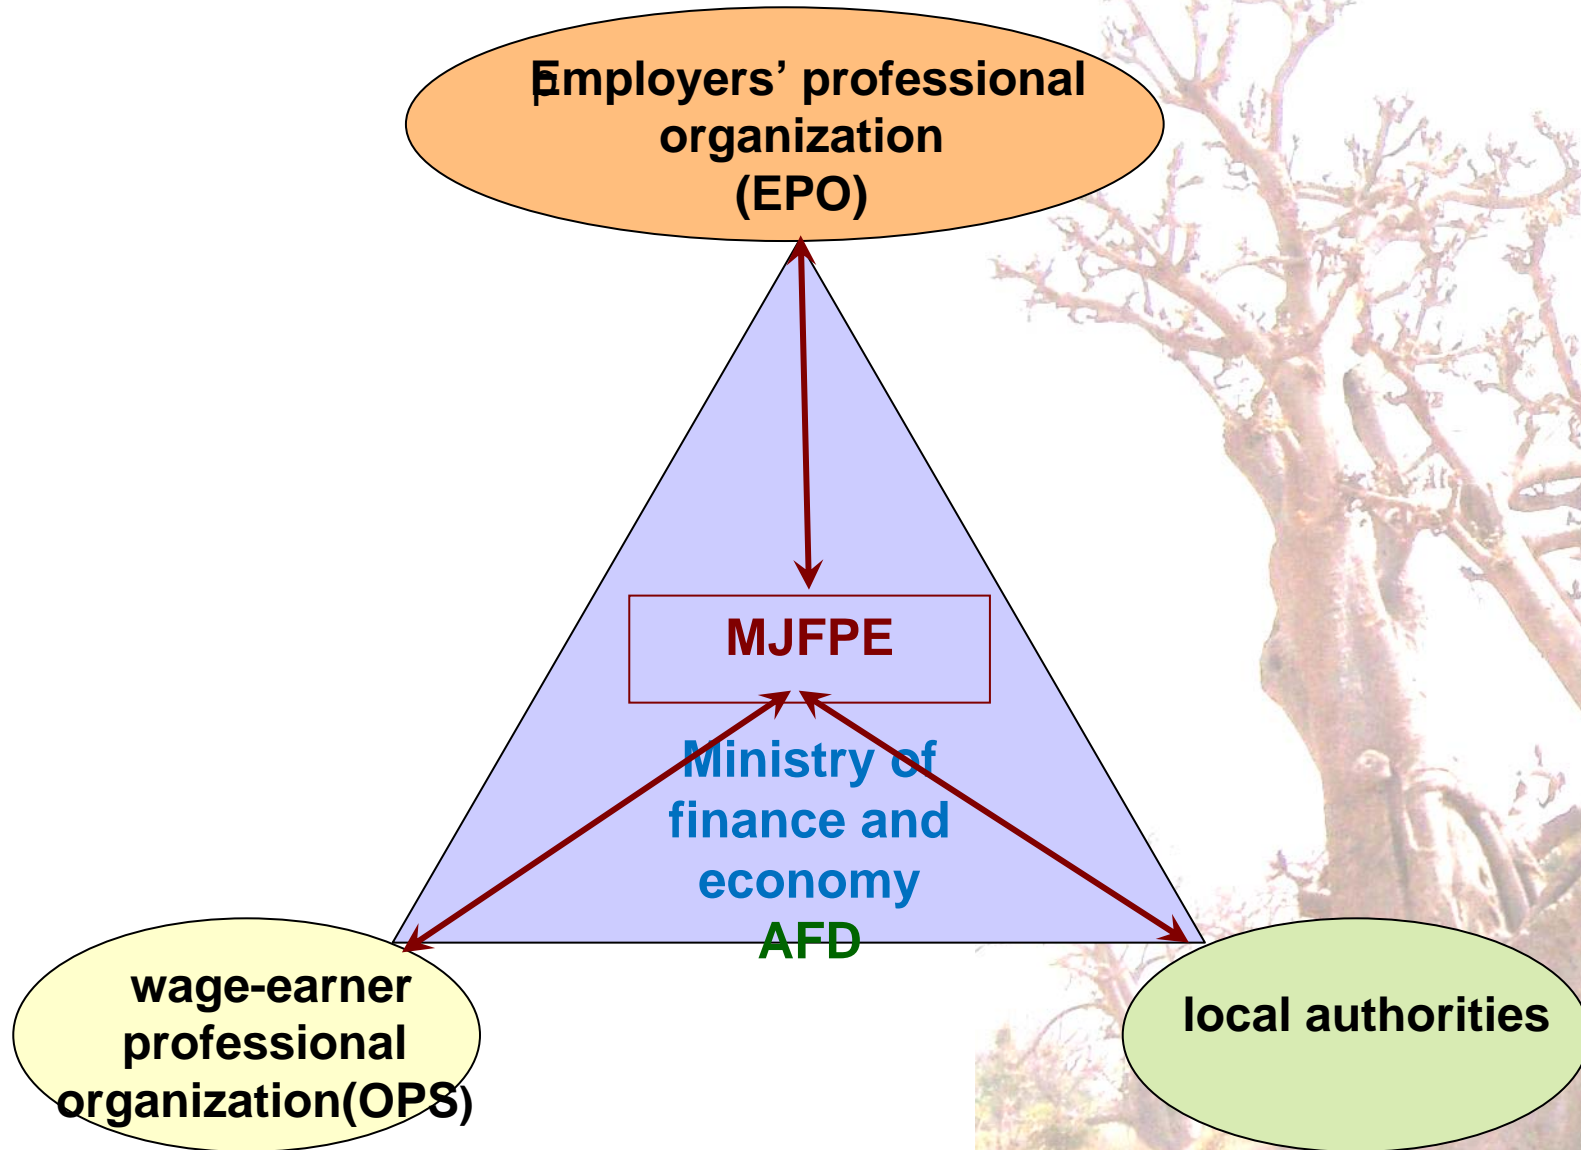 Employers’ professional
organization
(EPO)
MJFPE
Ministry of
finance and
economy
AFD
wage-earner
professional
organization(OPS)
local authorities